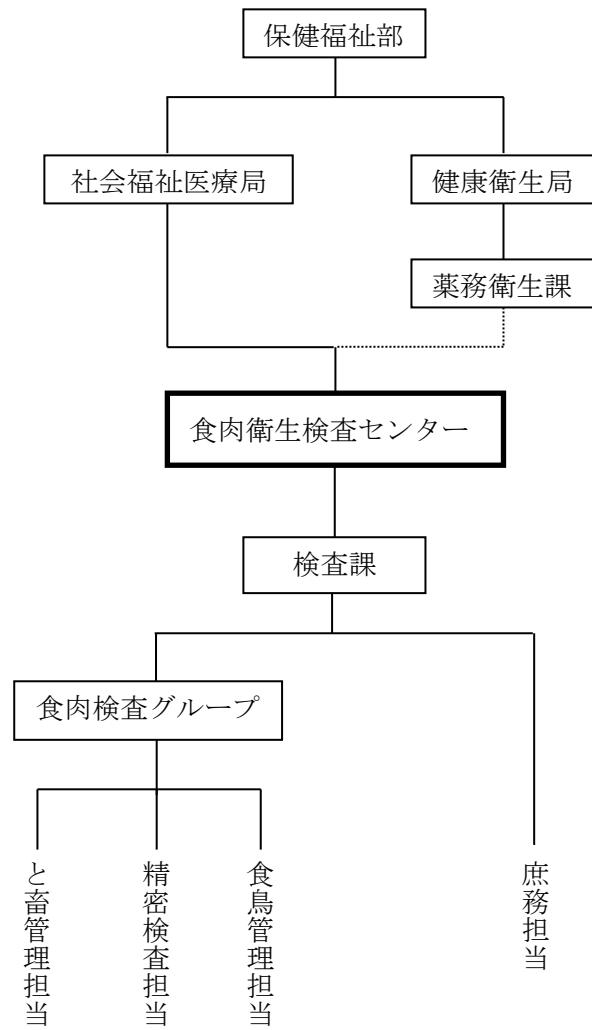 保健福祉部
社会福祉医療局
健康衛生局
薬務衛生課
食肉衛生検査センター
検査課
食肉検査グループ
と畜管理担当
精密検査担当
食鳥管理担当
庶務担当